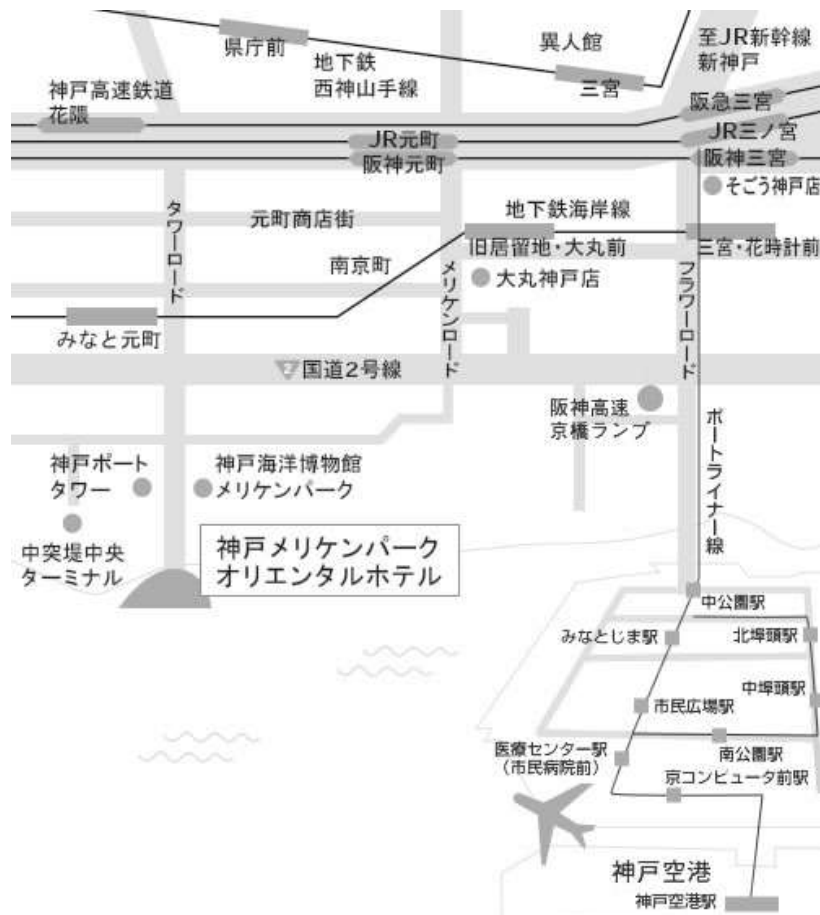 県庁前
地下鉄
西神山手線
異人館
三宮
至JR新幹線
新神戸
神戸高速鉄道
花隈
阪急三宮
JR元町
JR三ノ宮
阪神元町
阪神三宮
そごう神戸店
タワーロード
元町商店街
地下鉄海岸線
旧居留地・大丸前
三宮・花時計前
南京町
メリケンロード
大丸神戸店
フラワーロード
みなと元町
2
国道2号線
阪神高速
京橋ランプ
ポートライナー線
神戸ポート
タワー
神戸海洋博物館
メリケンパーク
中突堤中央
ターミナル
神戸メリケンパーク
オリエンタルホテル
中公園駅
みなとじま駅
北埠頭駅
中埠頭駅
市民広場駅
医療センター駅
(市民病院前)
南公園駅
京コンピュータ前駅
神戸空港
神戸空港駅